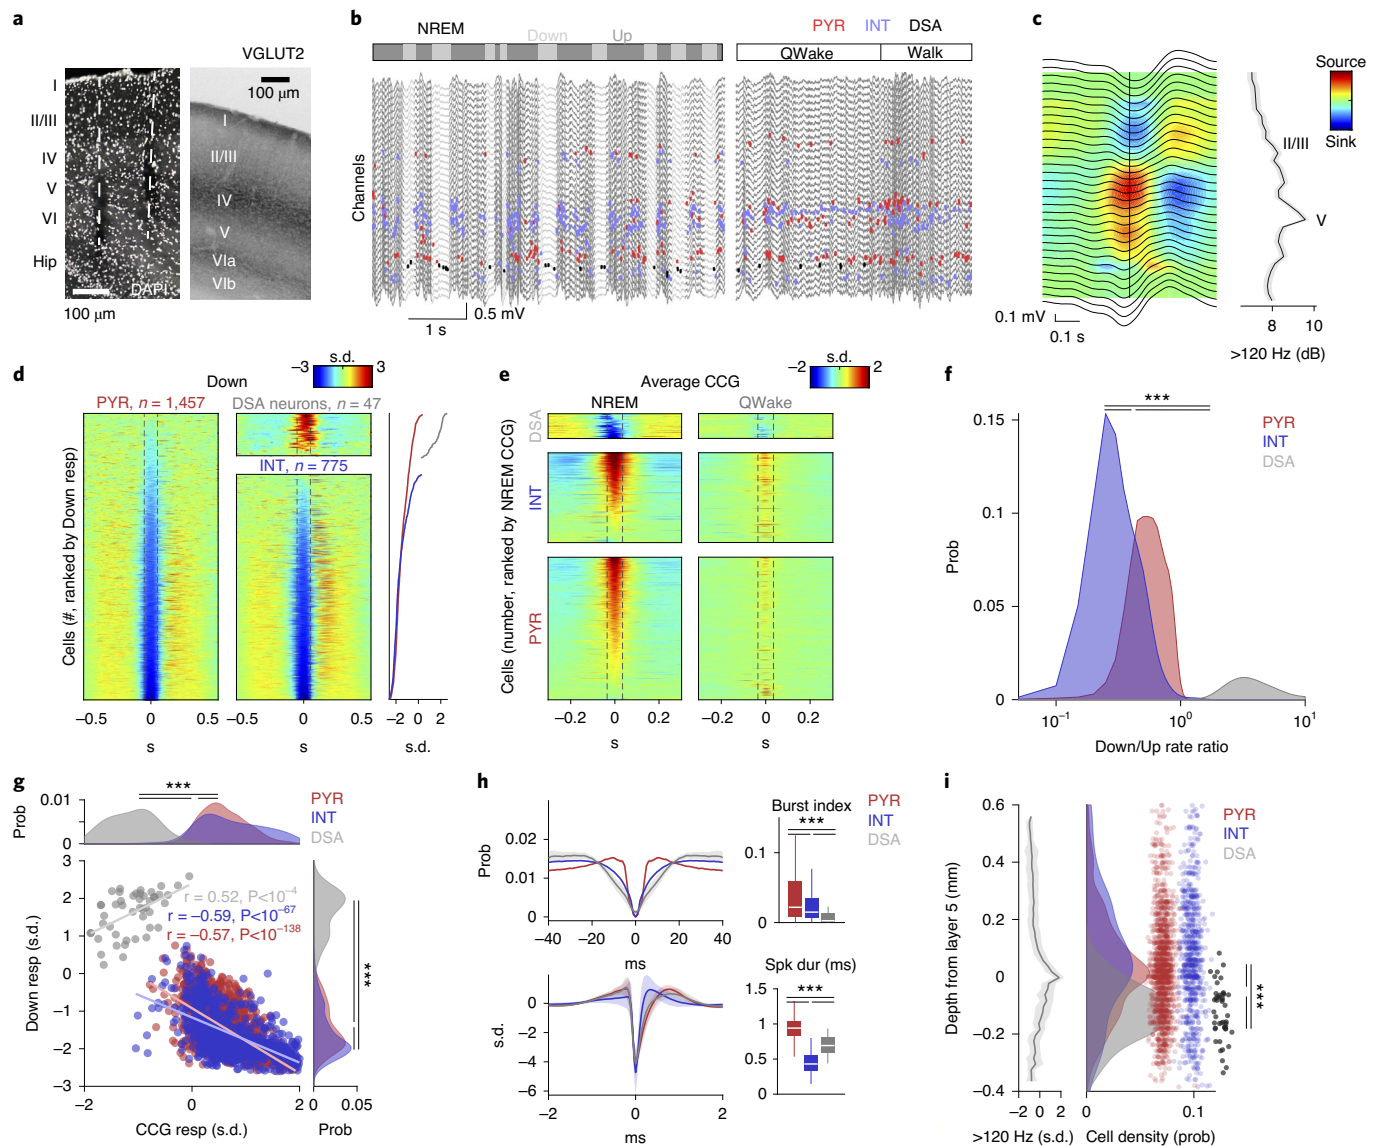 a
VGLUT2
100 μm
I
II/III
IV
V
VI
Hip
DAPI
100 μm
I
II/III
IV
V
VIa
VIb
b
NREM
Down
Up
PYR
INT
DSA
QWake
Walk
Channels
1 s
0.5 mV
c
Source
Sink
II/III
V
0.1 mV
0.1 s
8
10
>120 Hz (dB)
d
Down
s.d.
−3
3
PYR, n = 1,457
DSA neurons, n = 47
INT, n = 775
Cells (#, ranked by Down resp)
−0.5
0
0.5
−0.5
0
0.5
−2
0
2
s
s
s.d.
e
Average CCG
s.d.
−2
2
NREM
QWake
DSA
INT
PYR
Cells (number, ranked by NREM CCG)
−0.2
0
0.2
−0.2
0
0.2
s
s
f
***
PYR
INT
DSA
0.15
0.1
0.05
0
Prob
10−1
100
101
Down/Up rate ratio
g
***
PYR
INT
DSA
0.01
0
Prob
3
2
1
0
−1
−2
−3
Down resp (s.d.)
r = 0.52, P<10−4
r = −0.59, P<10−67
r = −0.57, P<10−138
***
−2
0
2
0
0.05
CCG resp (s.d.)
Prob
h
0.02
0.01
0
Prob
−40
−20
0
20
40
ms
Burst index
***
0.1
0
PYR
INT
DSA
0
−2
−4
−6
s.d.
−2
0
2
ms
Spk dur (ms)
***
1.5
1
0.5
0
i
0.6
0.4
0.2
0
−0.2
−0.4
Depth from layer 5 (mm)
PYR
INT
DSA
***
−2
0
2
0
0.1
>120 Hz (s.d.)
Cell density (prob)